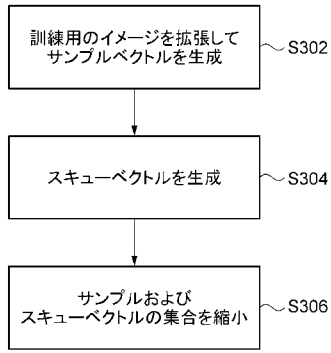 訓練用のイメージを拡張して
サンプルベクトルを生成
S302
スキューベクトルを生成
S304
サンプルおよび
スキューベクトルの集合を縮小
S306